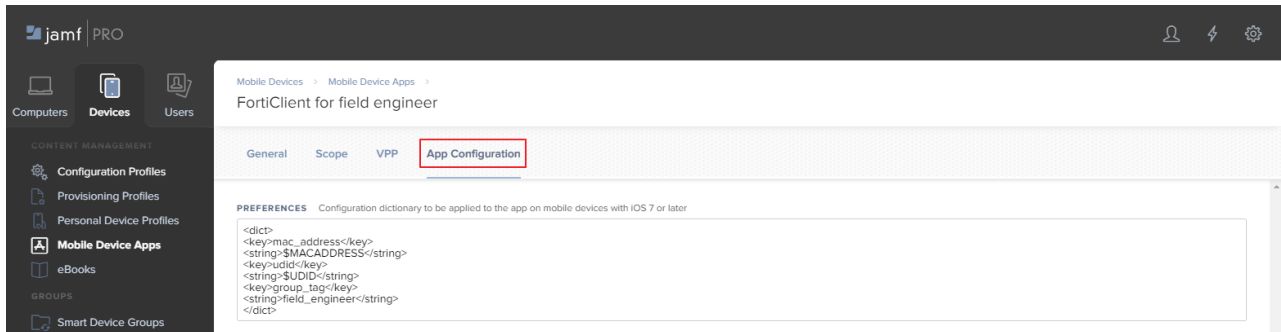 jamf PRO
Computers
Devices
Users
CONTENT MANAGEMENT
Configuration Profiles
Provisioning Profiles
Personal Device Profiles
Mobile Device Apps
eBooks
GROUPS
Smart Device Groups
Mobile Devices > Mobile Device Apps >
FortiClient for field engineer
General Scope VPP App Configuration
PREFERENCES Configuration dictionary to be applied to the app on mobile devices with iOS 7 or later
<dict>
<key>mac_address</key>
<string>$MACADDRESS</string>
<key>udid</key>
<string>$UDID</string>
<key>group_tag</key>
<string>field_engineer</string>
</dict>